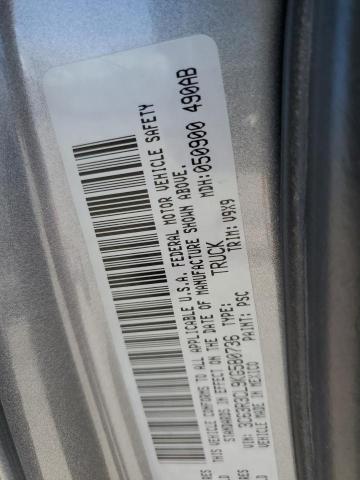 THIS VEHICLE CONFORMS TO ALL APPLICABLE U.S.A. FEDERAL MOTOR VEHICLE SAFETY
STANDARDS IN EFFECT ON THE DATE OF MANUFACTURE SHOWN ABOVE.
MDH: 050900 490AB
VIN: 3C63R3CL9KG580736 TYPE: TRUCK
VEHICLE MADE IN MEXICO PAINT: PSC TRIM: V9X9